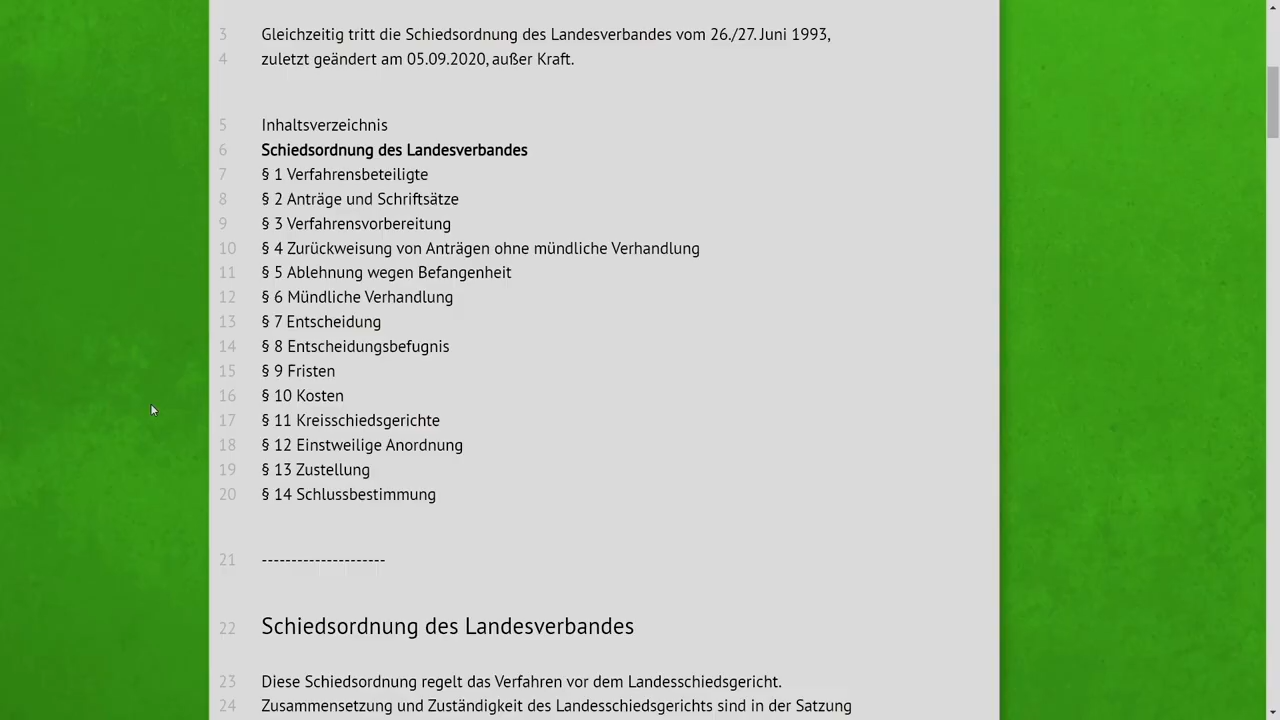 3 Gleichzeitig tritt die Schiedsordnung des Landesverbandes vom 26./27. Juni 1993,
4 zuletzt geändert am 05.09.2020, außer Kraft.
5 Inhaltsverzeichnis
6 Schiedsordnung des Landesverbandes
7 § 1 Verfahrensbeteiligte
8 § 2 Anträge und Schriftsätze
9 § 3 Verfahrensvorbereitung
10 § 4 Zurückweisung von Anträgen ohne mündliche Verhandlung
11 § 5 Ablehnung wegen Befangenheit
12 § 6 Mündliche Verhandlung
13 § 7 Entscheidung
14 § 8 Entscheidungsbefugnis
15 § 9 Fristen
16 § 10 Kosten
17 § 11 Kreisschiedsgerichte
18 § 12 Einstweilige Anordnung
19 § 13 Zustellung
20 § 14 Schlussbestimmung
21 ---------------------
22 Schiedsordnung des Landesverbandes
23 Diese Schiedsordnung regelt das Verfahren vor dem Landesschiedsgericht.
24 Zusammensetzung und Zuständigkeit des Landesschiedsgerichts sind in der Satzung